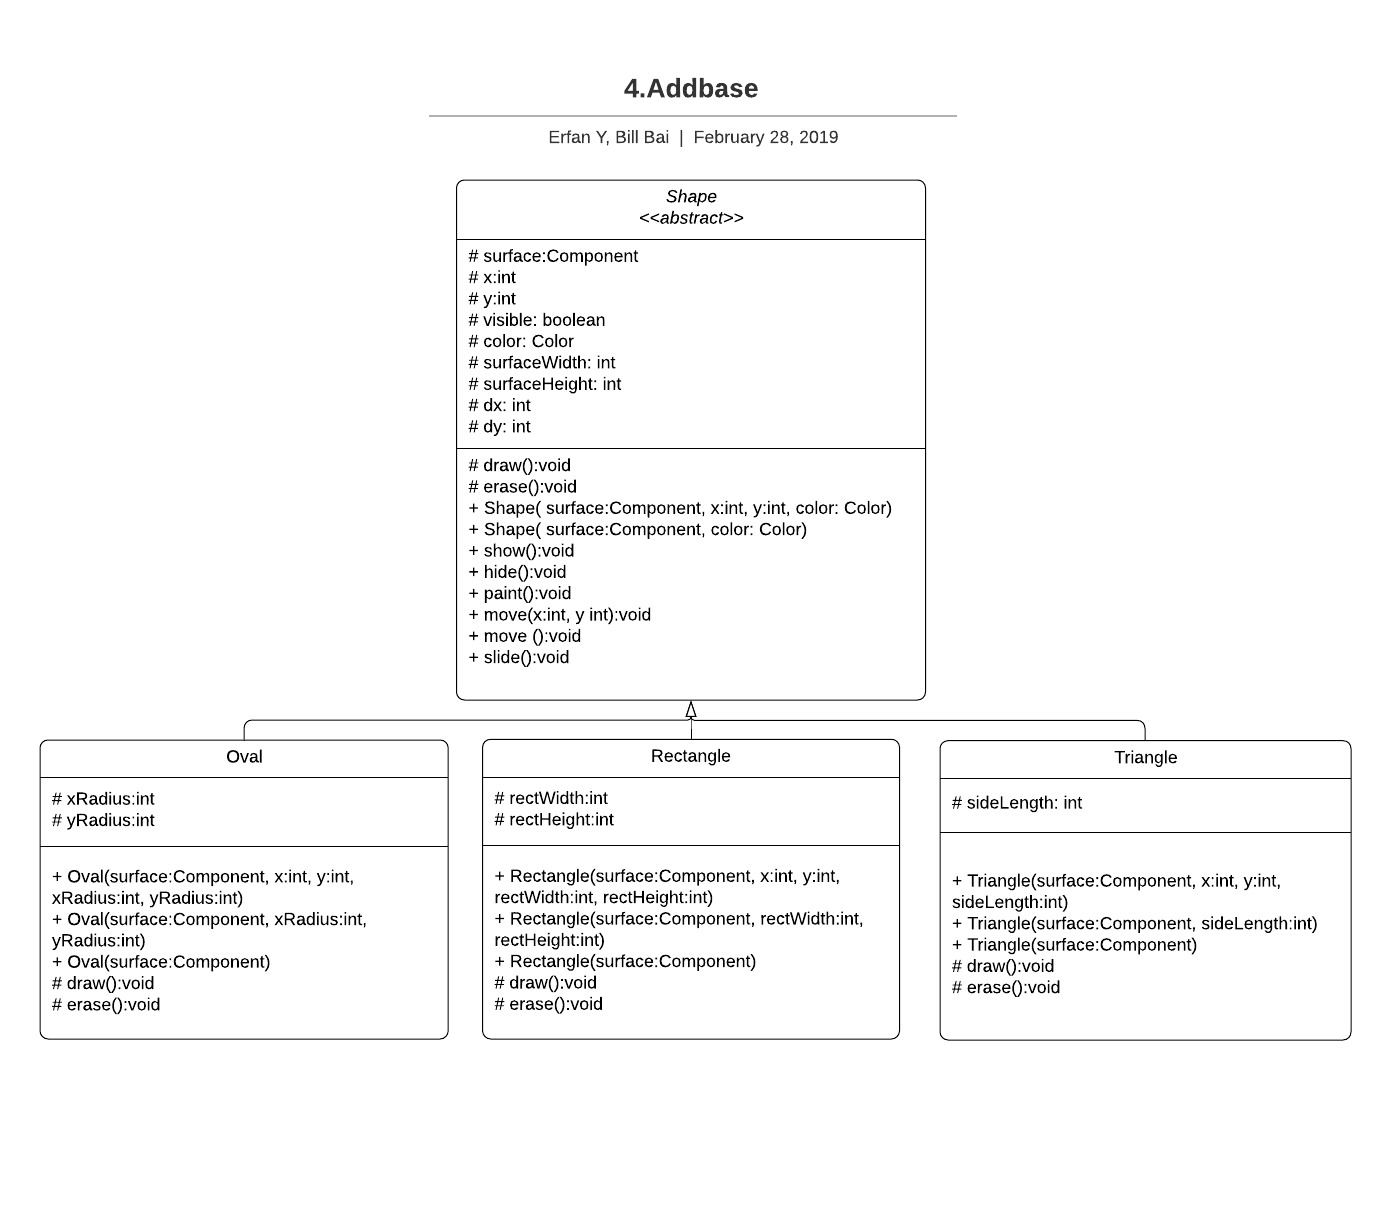 4.Addbase
Erfan Y, Bill Bai | February 28, 2019
Shape
<<abstract>>
# surface:Component
# x:int
# y:int
# visible: boolean
# color: Color
# surfaceWidth: int
# surfaceHeight: int
# dx: int
# dy: int
# draw():void
# erase():void
+ Shape( surface:Component, x:int, y:int, color: Color)
+ Shape( surface:Component, color: Color)
+ show():void
+ hide():void
+ paint():void
+ move(x:int, y int):void
+ move ():void
+ slide():void
Oval
# xRadius:int
# yRadius:int
+ Oval(surface:Component, x:int, y:int,
xRadius:int, yRadius:int)
+ Oval(surface:Component, xRadius:int,
yRadius:int)
+ Oval(surface:Component)
# draw():void
# erase():void
Rectangle
# rectWidth:int
# rectHeight:int
+ Rectangle(surface:Component, x:int, y:int,
rectWidth:int, rectHeight:int)
+ Rectangle(surface:Component, rectWidth:int,
rectHeight:int)
+ Rectangle(surface:Component)
# draw():void
# erase():void
Triangle
# sideLength: int
+ Triangle(surface:Component, x:int, y:int,
sideLength:int)
+ Triangle(surface:Component, sideLength:int)
+ Triangle(surface:Component)
# draw():void
# erase():void